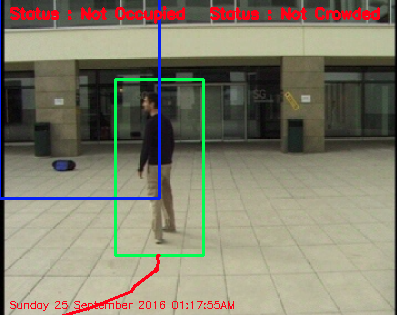 Status : Not Occupied Status : Not Crowded
Sunday 25 September 2016 01:17:55AM